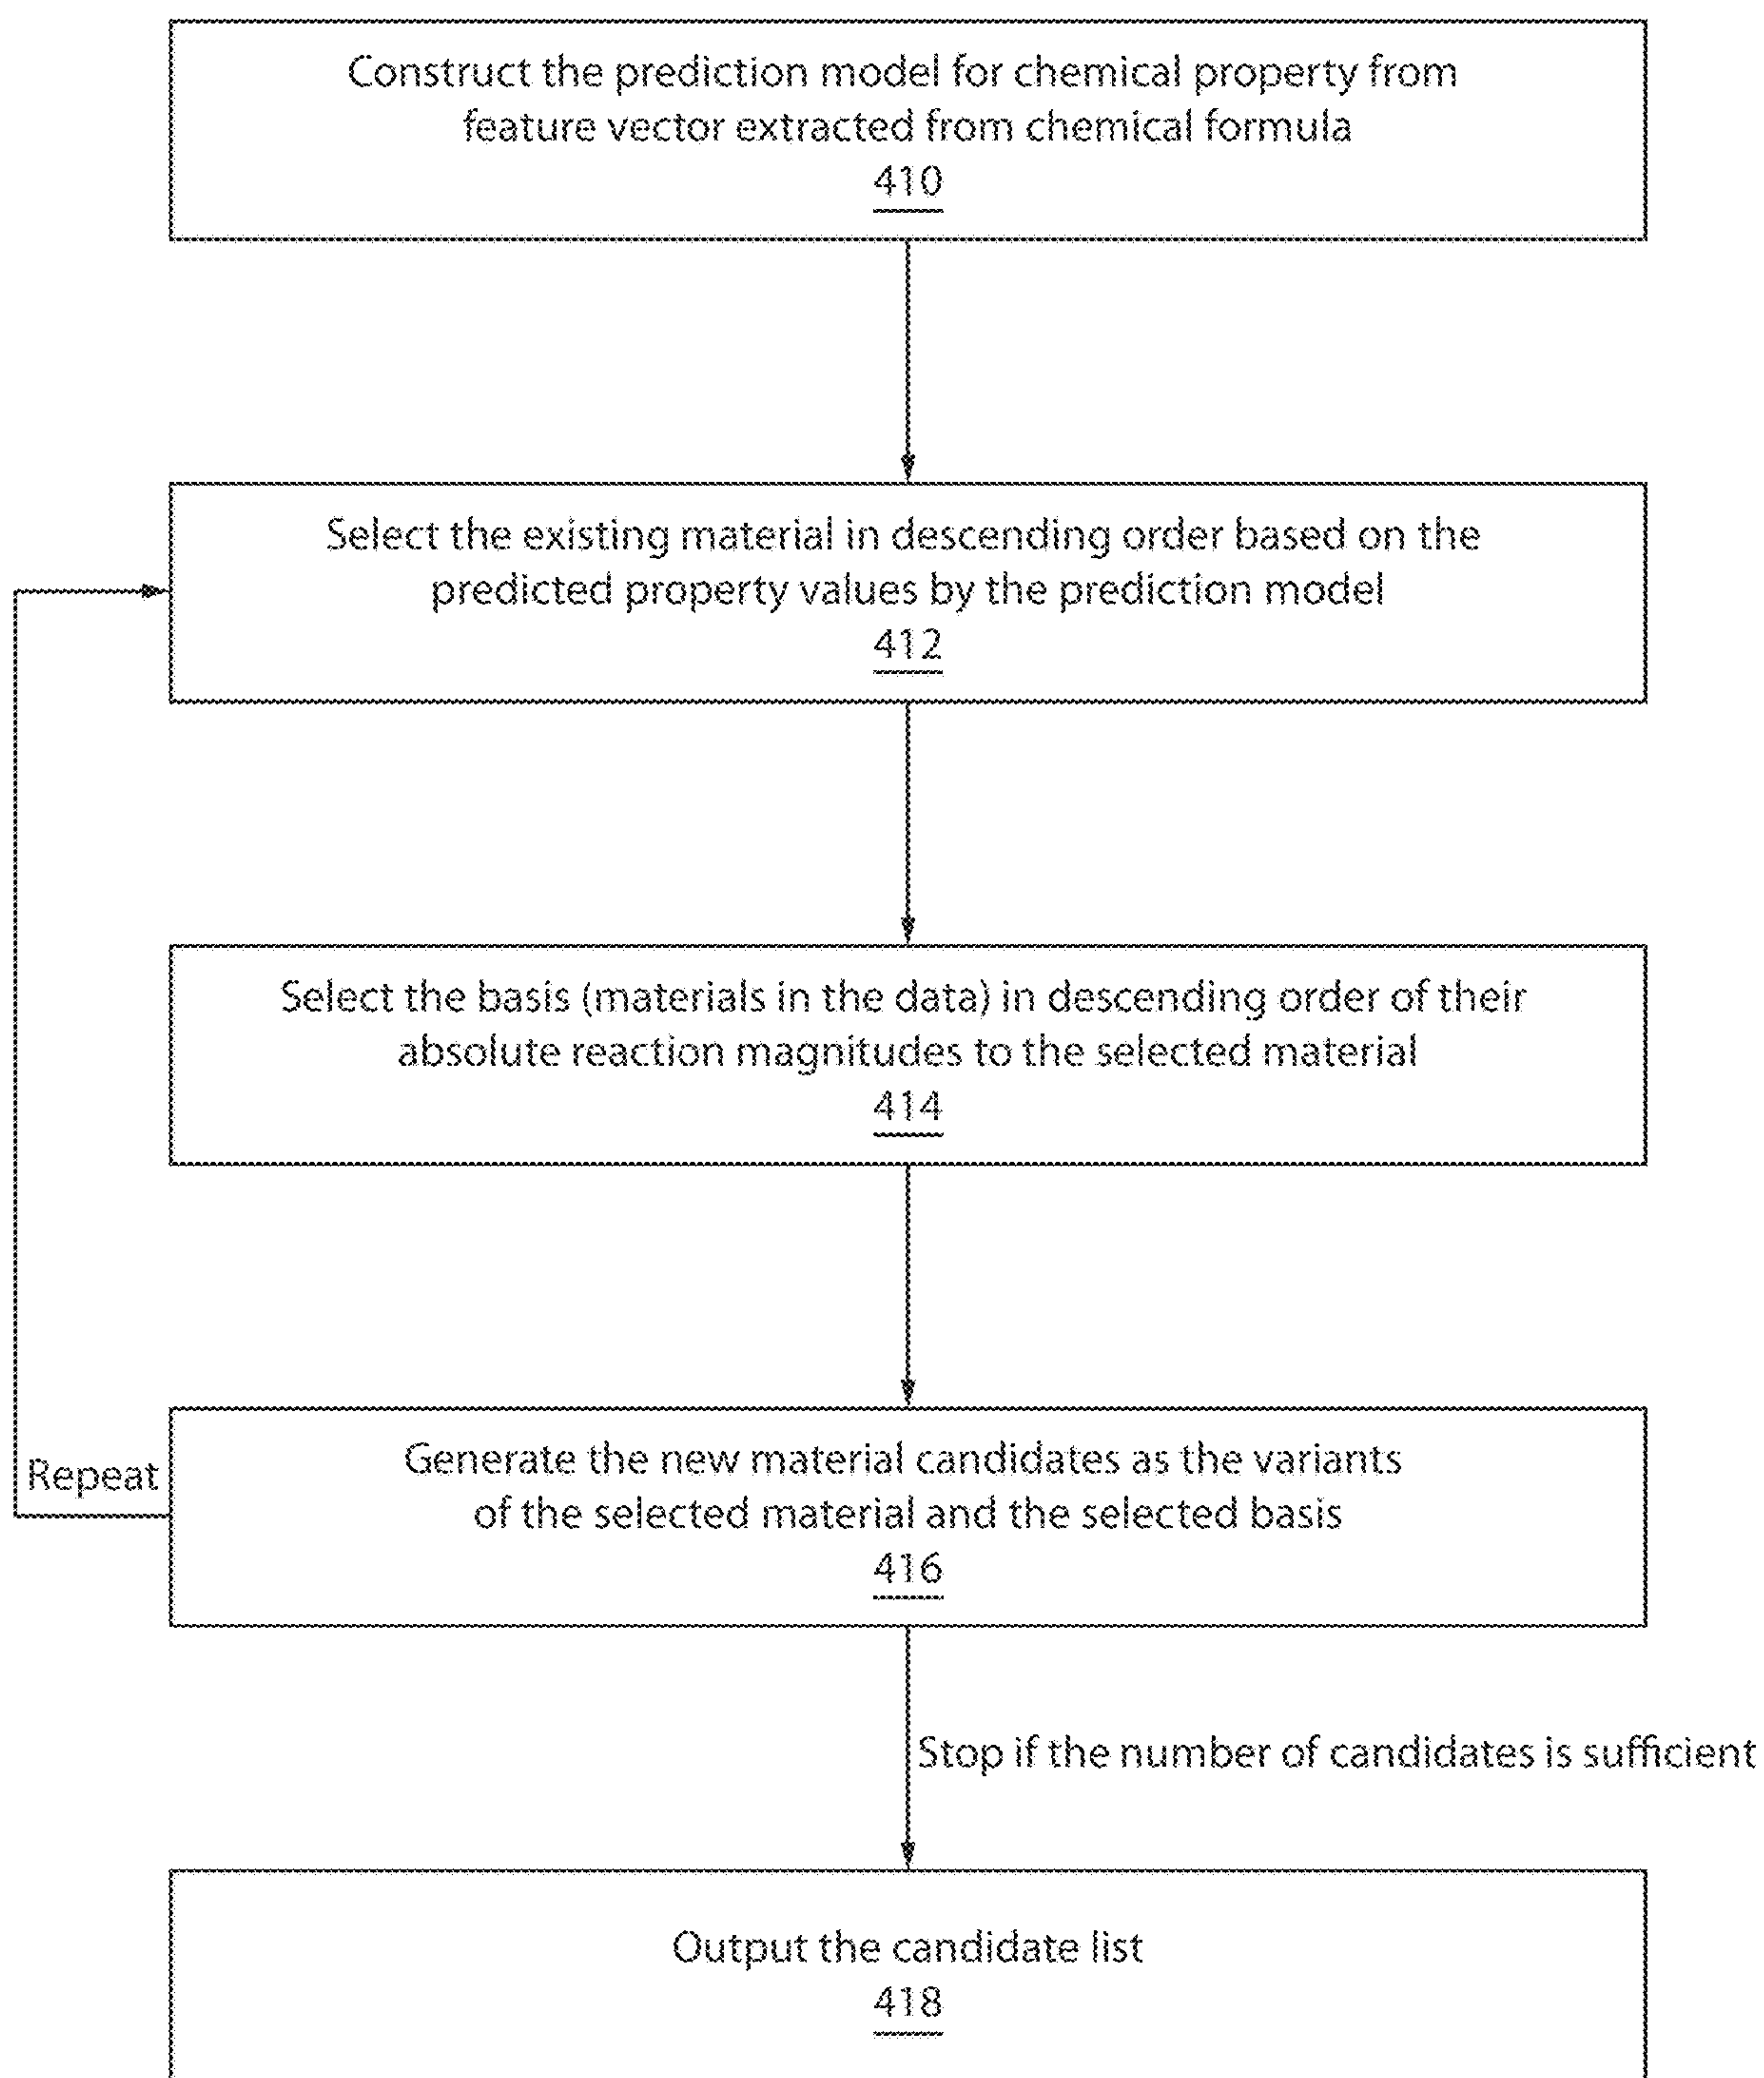 Construct the prediction model for chemical property from
feature vector extracted from chemical formula
410
Select the existing material in descending order based on the
predicted property values by the prediction model
412
Select the basis (materials in the data) in descending order of their
absolute reaction magnitudes to the selected material
414
Repeat
Generate the new material candidates as the variants
of the selected material and the selected basis
416
Stop if the number of candidates is sufficient
Output the candidate list
418